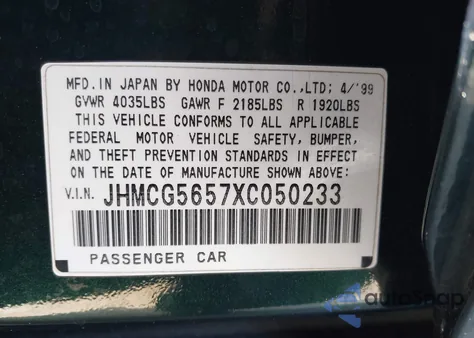 MFD. IN JAPAN BY HONDA MOTOR CO.,LTD; 4/'99
GVWR 4035LBS GAWR F 2185LBS R 1920LBS
THIS VEHICLE CONFORMS TO ALL APPLICABLE
FEDERAL MOTOR VEHICLE SAFETY, BUMPER,
AND THEFT PREVENTION STANDARDS IN EFFECT
ON THE DATE OF MANUFACTURE SHOWN ABOVE:
V.I.N. JHMCG5657XC050233
PASSENGER CAR
autosnap